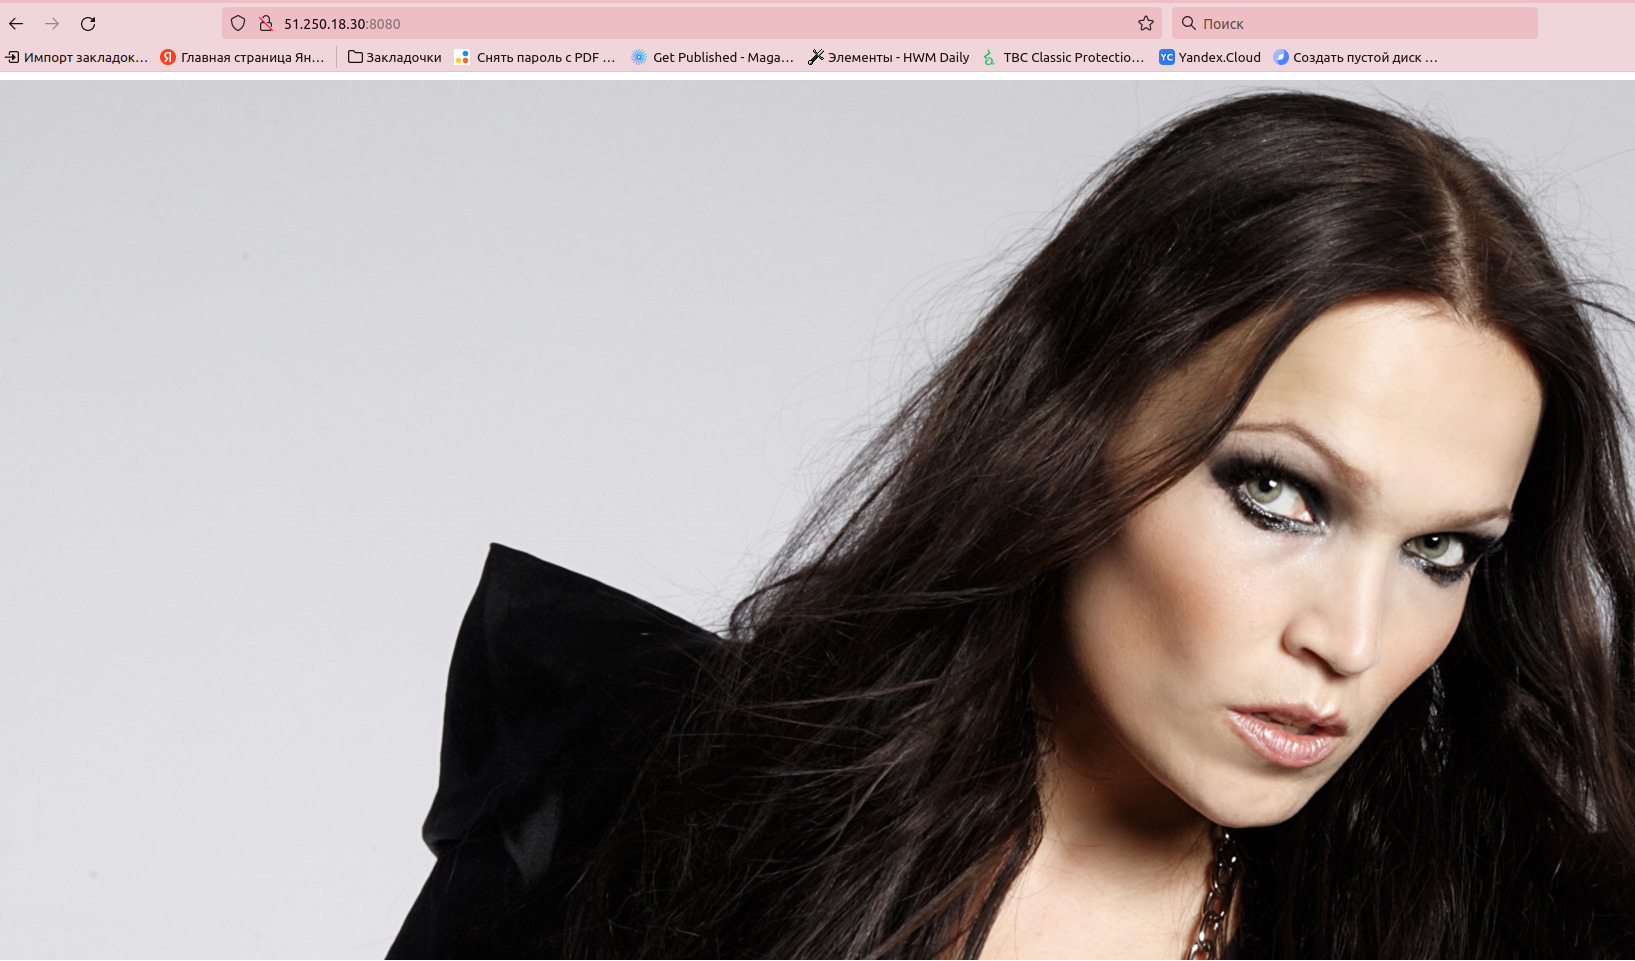 51.250.18.30:8080
Поиск
Импорт закладок…
Я Главная страница Ян…
Закладочки
Снять пароль с PDF …
Get Published - Maga…
Элементы - HWM Daily
TBC Classic Protectio…
YC Yandex.Cloud
Создать пустой диск …